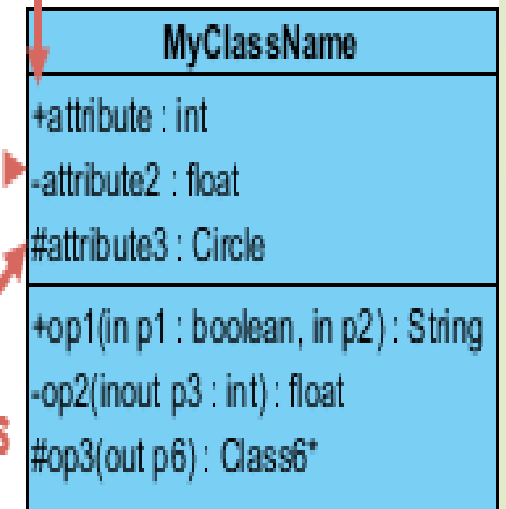 MyClassName
+attribute : int
-attribute2 : float
#attribute3 : Circle
+op1(in p1 : boolean, in p2) : String
-op2(inout p3 : int) : float
#op3(out p6) : Class6*